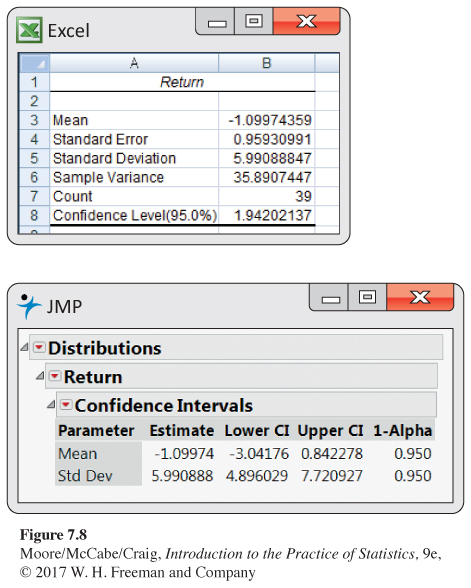 Excel
A B
1 Return
2
3 Mean -1.09974359
4 Standard Error 0.95930991
5 Standard Deviation 5.99088847
6 Sample Variance 35.8907447
7 Count 39
8 Confidence Level(95.0%) 1.94202137
JMP
Distributions
Return
Confidence Intervals
Parameter Estimate Lower CI Upper CI 1-Alpha
Mean -1.09974 -3.04176 0.842278 0.950
Std Dev 5.990888 4.896029 7.720927 0.950
Figure 7.8
Moore/McCabe/Craig, Introduction to the Practice of Statistics, 9e,
© 2017 W. H. Freeman and Company